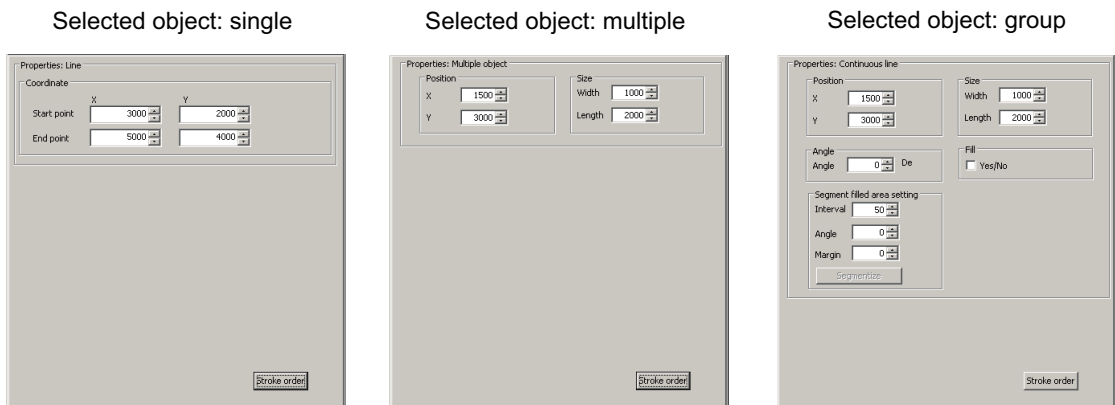 Selected object: single
Properties: Line
Coordinate
X Y
Start point 3000 2000
End point 5000 4000
Stroke order
Selected object: multiple
Properties: Multiple object
Position Size
X 1500 Width 1000
Y 3000 Length 2000
Stroke order
Selected object: group
Properties: Continuous line
Position Size
X 1500 Width 1000
Y 3000 Length 2000
Angle Fill
Angle 0 De Yes/No
Segment filled area setting
Interval 50
Angle 0
Margin 0
Segmentize
Stroke order